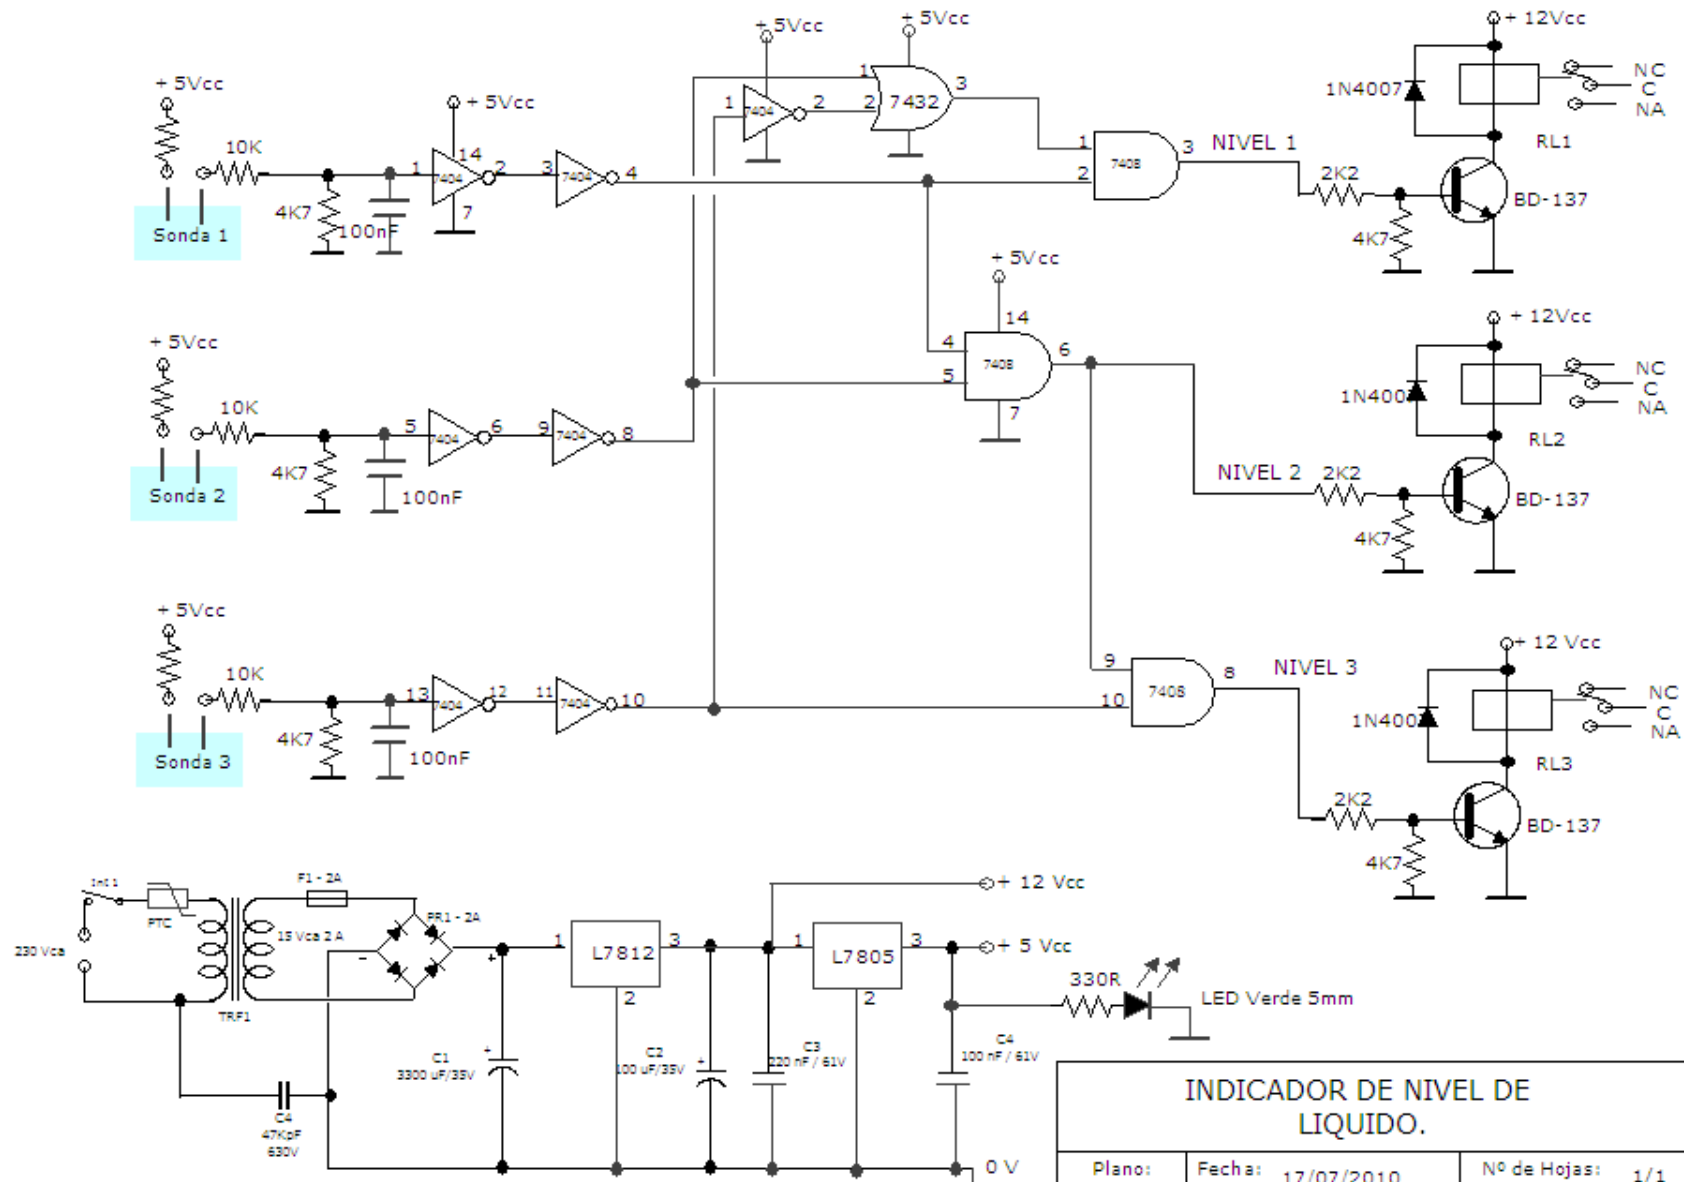 + 12Vcc
+ 5Vcc
+ 5Vcc
NC
C
NA
1N4007
RL1
+ 5Vcc
+ 5Vcc
1
2
7432
3
1
7404
2
10K
14
1
7404
2
3
7404
4
7
1
2
7408
3
NIVEL 1
2K2
BD-137
4K7
4K7
100nF
Sonda 1
+ 5Vcc
14
4
5
7408
6
7
+ 12Vcc
NC
C
NA
1N400
RL2
+ 5Vcc
10K
5
7404
6
9
7404
8
4K7
100nF
Sonda 2
NIVEL 2
2K2
BD-137
4K7
+ 5Vcc
10K
13
7404
12
11
7404
10
4K7
100nF
Sonda 3
9
10
7408
8
NIVEL 3
+ 12 Vcc
NC
C
NA
1N400
RL3
2K2
BD-137
4K7
Int 1
PTC
F1 - 2A
PR1 - 2A
230 Vca
15 Vca 2 A
-
+
TRF1
1
L7812
3
2
1
L7805
3
2
+ 12 Vcc
+ 5 Vcc
330R
LED Verde 5mm
C1
3300 uF/35V
+
C2
100 uF/35V
+
C3
220 nF / 61V
C4
100 nF / 61V
C4
47KpF
630V
0 V
INDICADOR DE NIVEL DE
LIQUIDO.
Plano:
Fecha: 17/07/2010
Nº de Hojas: 1/1